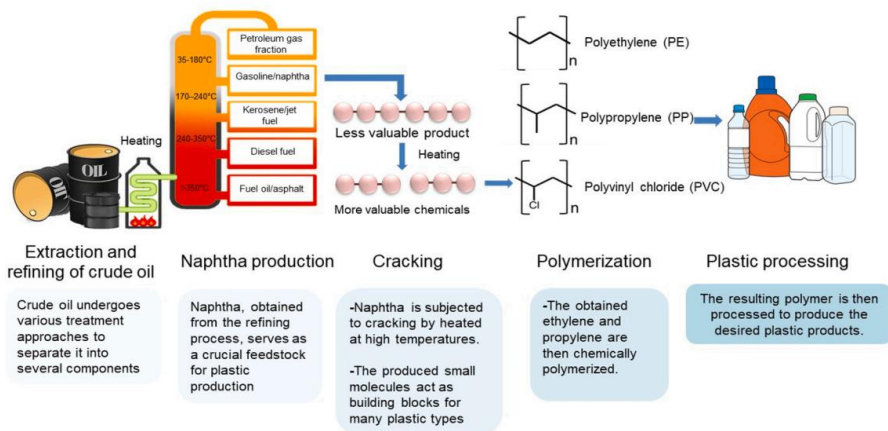 Petroleum gas
fraction
35-180°C
Gasoline/naphtha
170–240°C
Kerosene/jet
fuel
240-350°C
Diesel fuel
>350°C
Fuel oil/asphalt
Heating
OIL
OIL
Less valuable product
Heating
More valuable chemicals
n
Polyethylene (PE)
n
Polypropylene (PP)
Cl
n
Polyvinyl chloride (PVC)
Extraction and
refining of crude oil
Crude oil undergoes
various treatment
approaches to
separate it into
several components
Naphtha production
Naphtha, obtained
from the refining
process, serves as
a crucial feedstock
for plastic
production
Cracking
-Naphtha is subjected
to cracking by heated
at high temperatures.
-The produced small
molecules act as
building blocks for
many plastic types
Polymerization
-The obtained
ethylene and
propylene are
then chemically
polymerized.
Plastic processing
The resulting polymer is then
processed to produce the
desired plastic products.